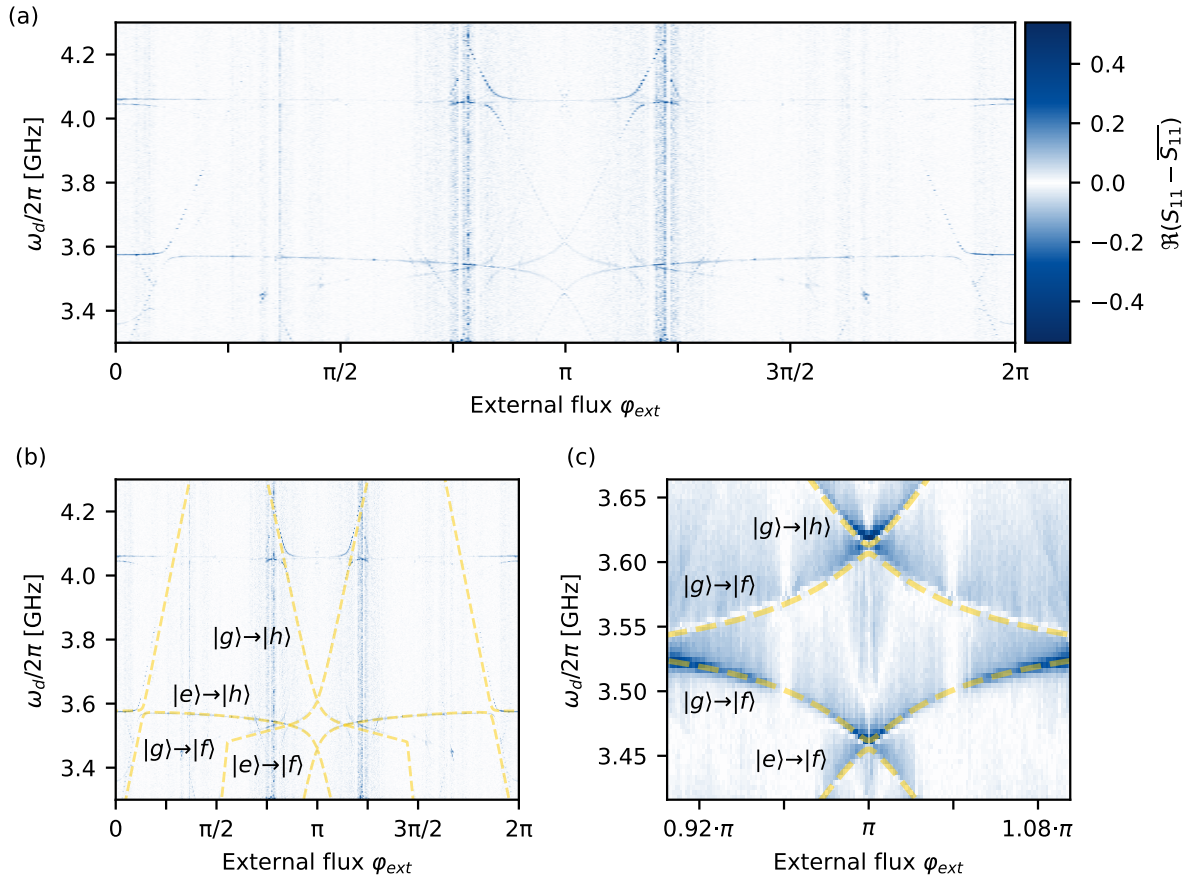 (a)
4.2
4.0
3.8
3.6
3.4
ω_d/2π [GHz]
0
π/2
π
3π/2
2π
External flux φ_ext
0.4
0.2
0.0
−0.2
−0.4
ℜ(S₁₁ − S̅₁₁)
(b)
4.2
4.0
3.8
3.6
3.4
ω_d/2π [GHz]
|g⟩→|h⟩
|e⟩→|h⟩
|g⟩→|f⟩
|e⟩→|f⟩
0
π/2
π
3π/2
2π
External flux φ_ext
(c)
3.65
3.60
3.55
3.50
3.45
ω_d/2π [GHz]
|g⟩→|h⟩
|g⟩→|f⟩
|g⟩→|f⟩
|e⟩→|f⟩
0.92·π
π
1.08·π
External flux φ_ext